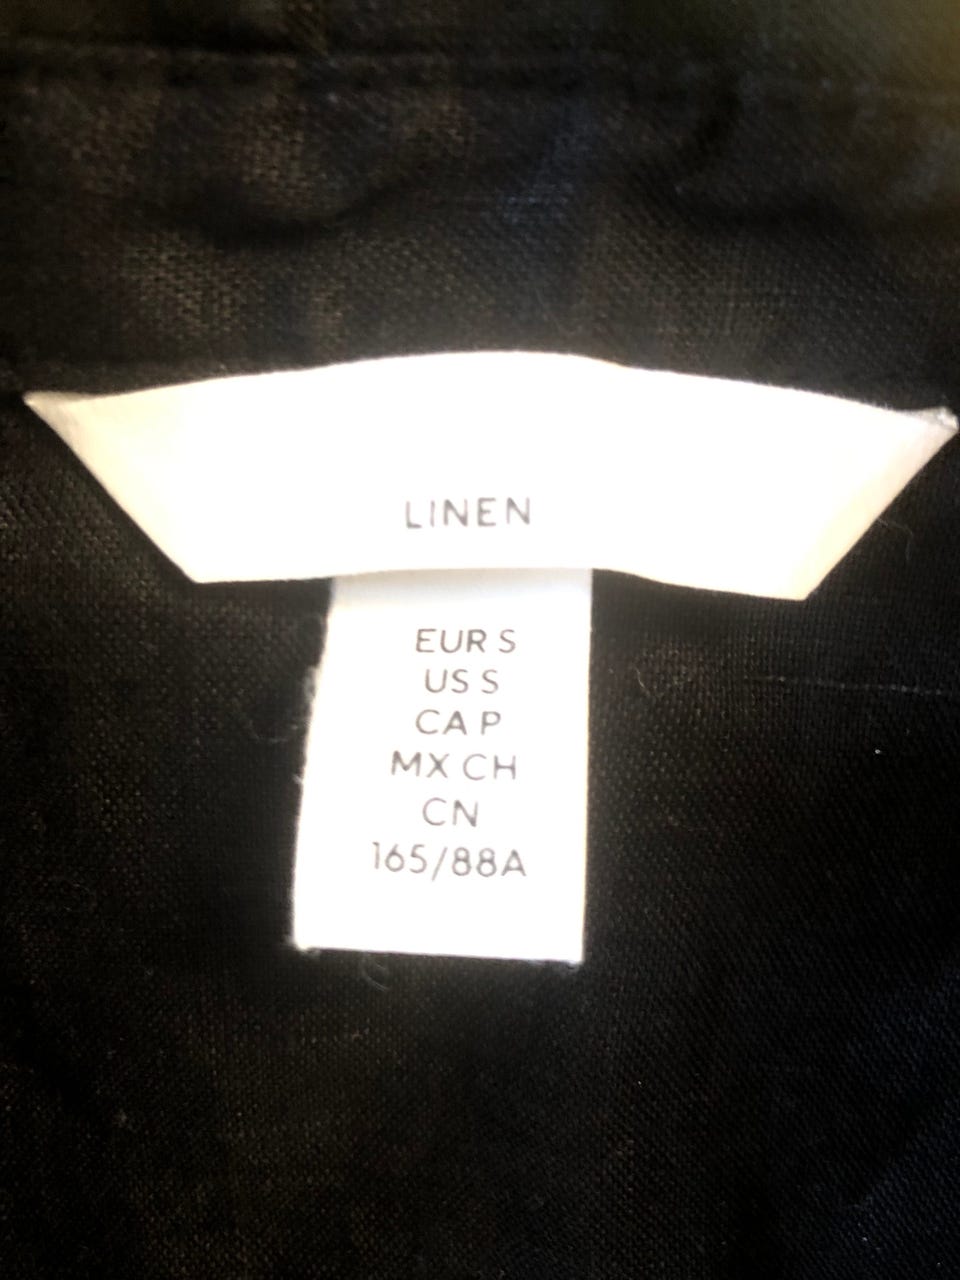 LINEN
EUR S
US S
CA P
MX CH
CN
165/88A